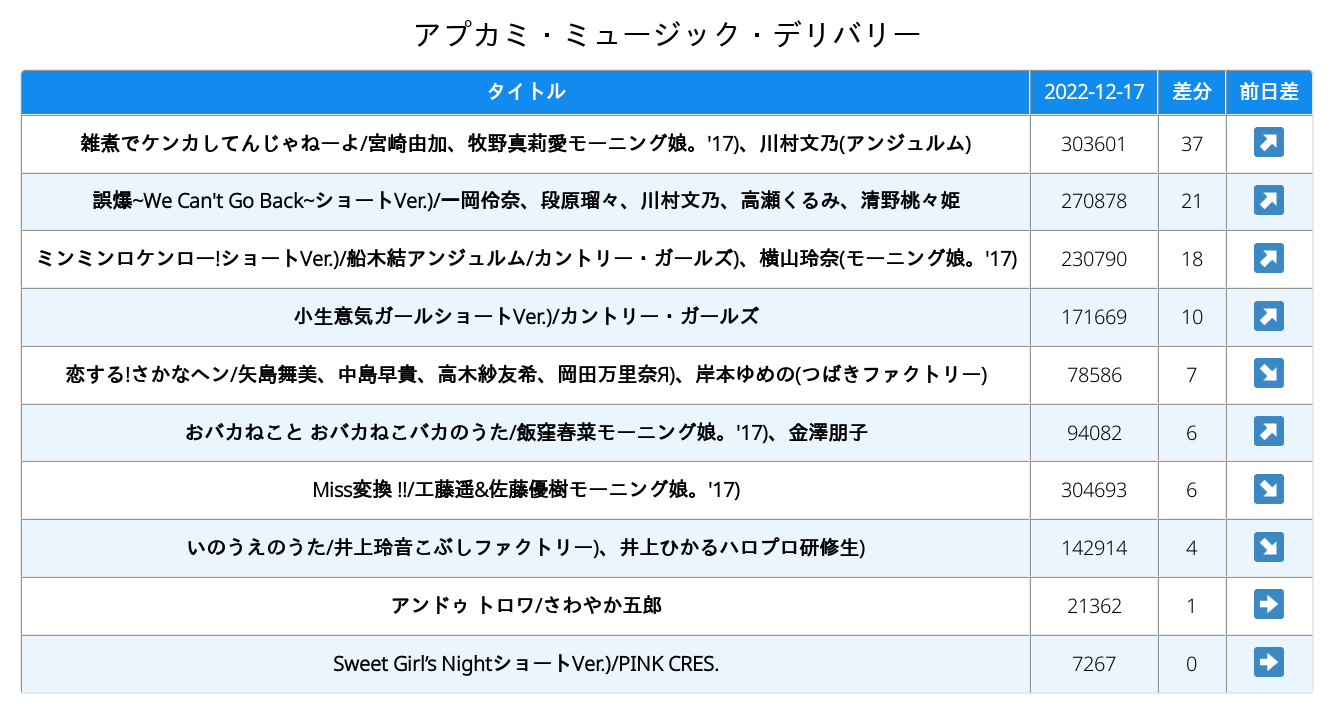 アプカミ・ミュージック・デリバリー
タイトル 2022-12-17 差分 前日差
雑煮でケンカしてんじゃねーよ/宮崎由加、牧野真莉愛モーニング娘。'17)、川村文乃(アンジュルム) 303601 37
誤爆~We Can't Go Back~ショートVer.)/一岡伶奈、段原瑠々、川村文乃、高瀬くるみ、清野桃々姫 270878 21
ミンミンロケンロー!ショートVer.)/船木結アンジュルム/カントリー・ガールズ)、横山玲奈(モーニング娘。'17) 230790 18
小生意気ガールショートVer.)/カントリー・ガールズ 171669 10
恋する!さかなヘン/矢島舞美、中島早貴、高木紗友希、岡田万里奈Я)、岸本ゆめの(つばきファクトリー) 78586 7
おバカねこと おバカねこバカのうた/飯窪春菜モーニング娘。'17)、金澤朋子 94082 6
Miss変換 !!/工藤遥&佐藤優樹モーニング娘。'17) 304693 6
いのうえのうた/井上玲音こぶしファクトリー)、井上ひかるハロプロ研修生) 142914 4
アンドゥ トロワ/さわやか五郎 21362 1
Sweet Girl’s NightショートVer.)/PINK CRES. 7267 0